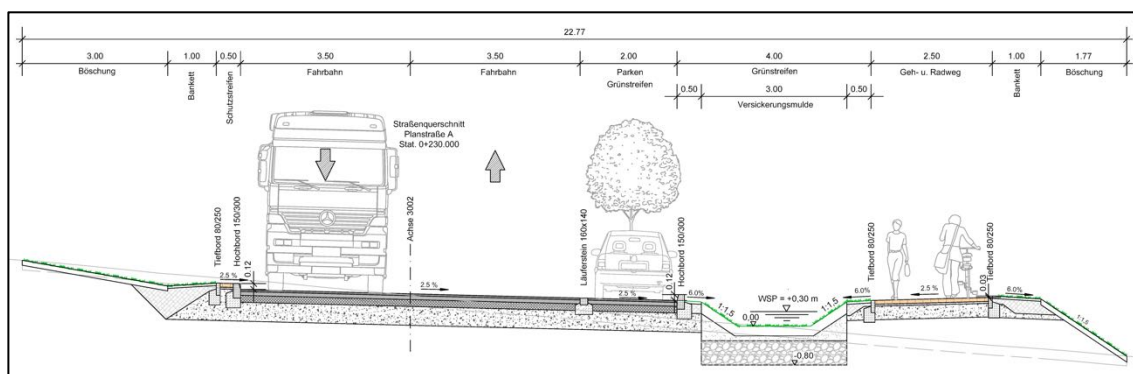 22.77
3.00
1.00
0.50
3.50
3.50
2.00
4.00
2.50
1.00
1.77
Böschung
Bankett
Schutzstreifen
Fahrbahn
Fahrbahn
Parken
Grünstreifen
Grünstreifen
Geh- u. Radweg
Bankett
Böschung
0.50
3.00
0.50
Versickerungsmulde
Straßenquerschnitt
Planstraße A
Stat. 0+230.000
Tiefbord 80/250
Hochbord 150/300
Achse 3002
Läuferstein 160x140
Hochbord 150/300
Tiefbord 80/250
Tiefbord 80/250
2.5 %
0.12
2.5 %
2.5 %
0.12
6.0%
1:1,5
WSP = +0,30 m
0.00
1:1,5
6.0%
2.5 %
0.03
6.0%
1:1.5
-0,80